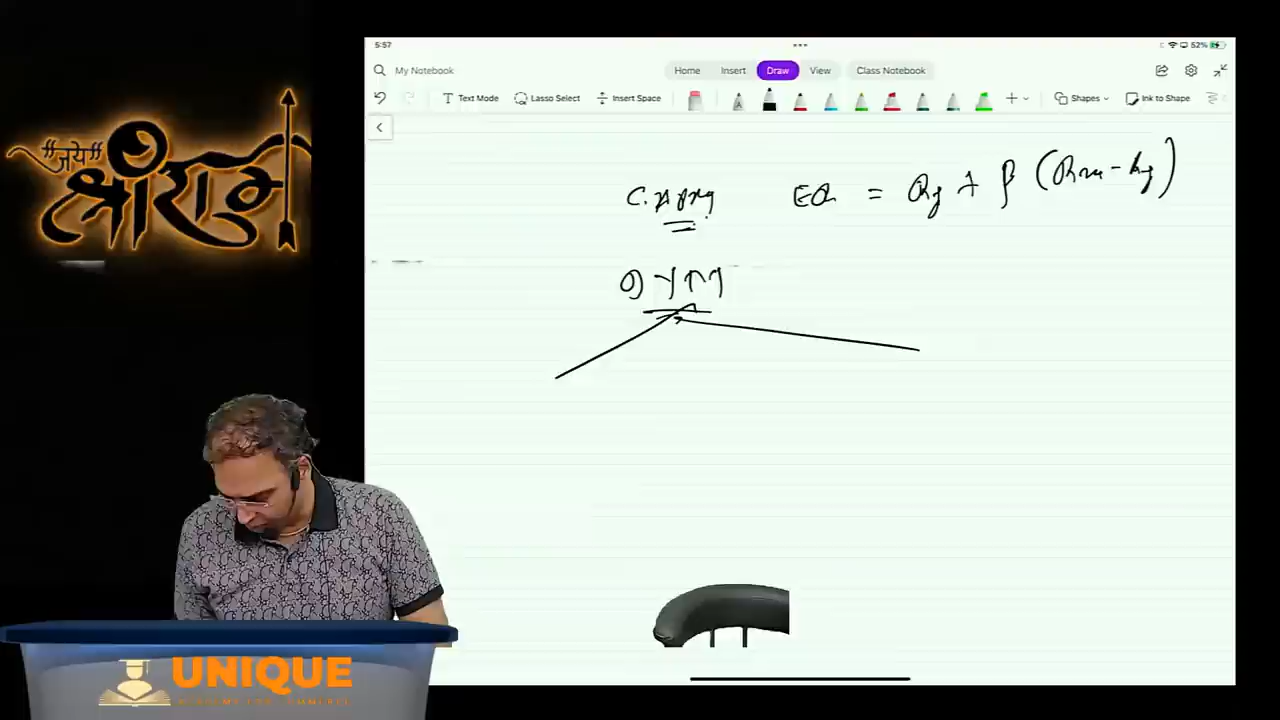 "जय"
श्रीराम
5:57
52%
My Notebook
Home Insert Draw View Class Notebook
Text Mode Lasso Select Insert Space Shapes Ink to Shape
ER = Rf + β (Rm - Rf)
UNIQUE